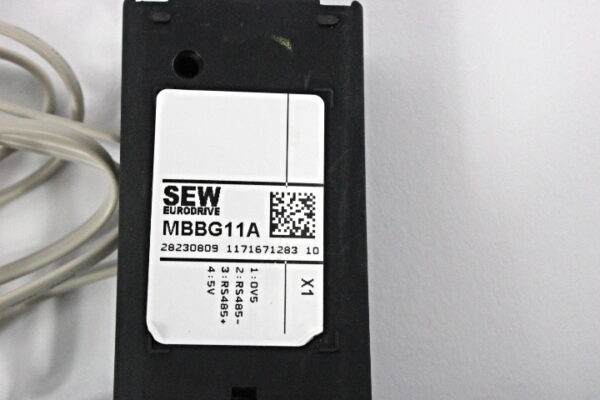 SEW
EURODRIVE
MBBG11A
28230809 1171671283 10
X1
1:0V5
2:RS485-
3:RS485+
4:5V